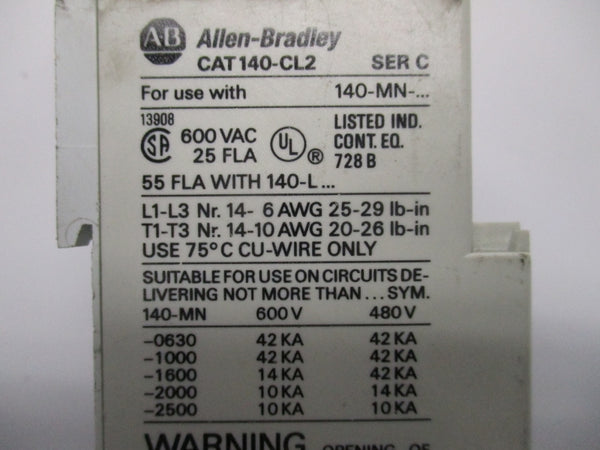 AB Allen-Bradley
CAT 140-CL2 SER C
For use with 140-MN-...
13908
SA 600 VAC
25 FLA
UL ®
LISTED IND.
CONT. EQ.
728 B
55 FLA WITH 140-L ...
L1-L3 Nr. 14- 6 AWG 25-29 lb-in
T1-T3 Nr. 14-10 AWG 20-26 lb-in
USE 75°C CU-WIRE ONLY
SUITABLE FOR USE ON CIRCUITS DE-
LIVERING NOT MORE THAN ... SYM.
140-MN 600 V 480 V
-0630 42 KA 42 KA
-1000 42 KA 42 KA
-1600 14 KA 42 KA
-2000 10 KA 14 KA
-2500 10 KA 10 KA
WARNING OPENING OF